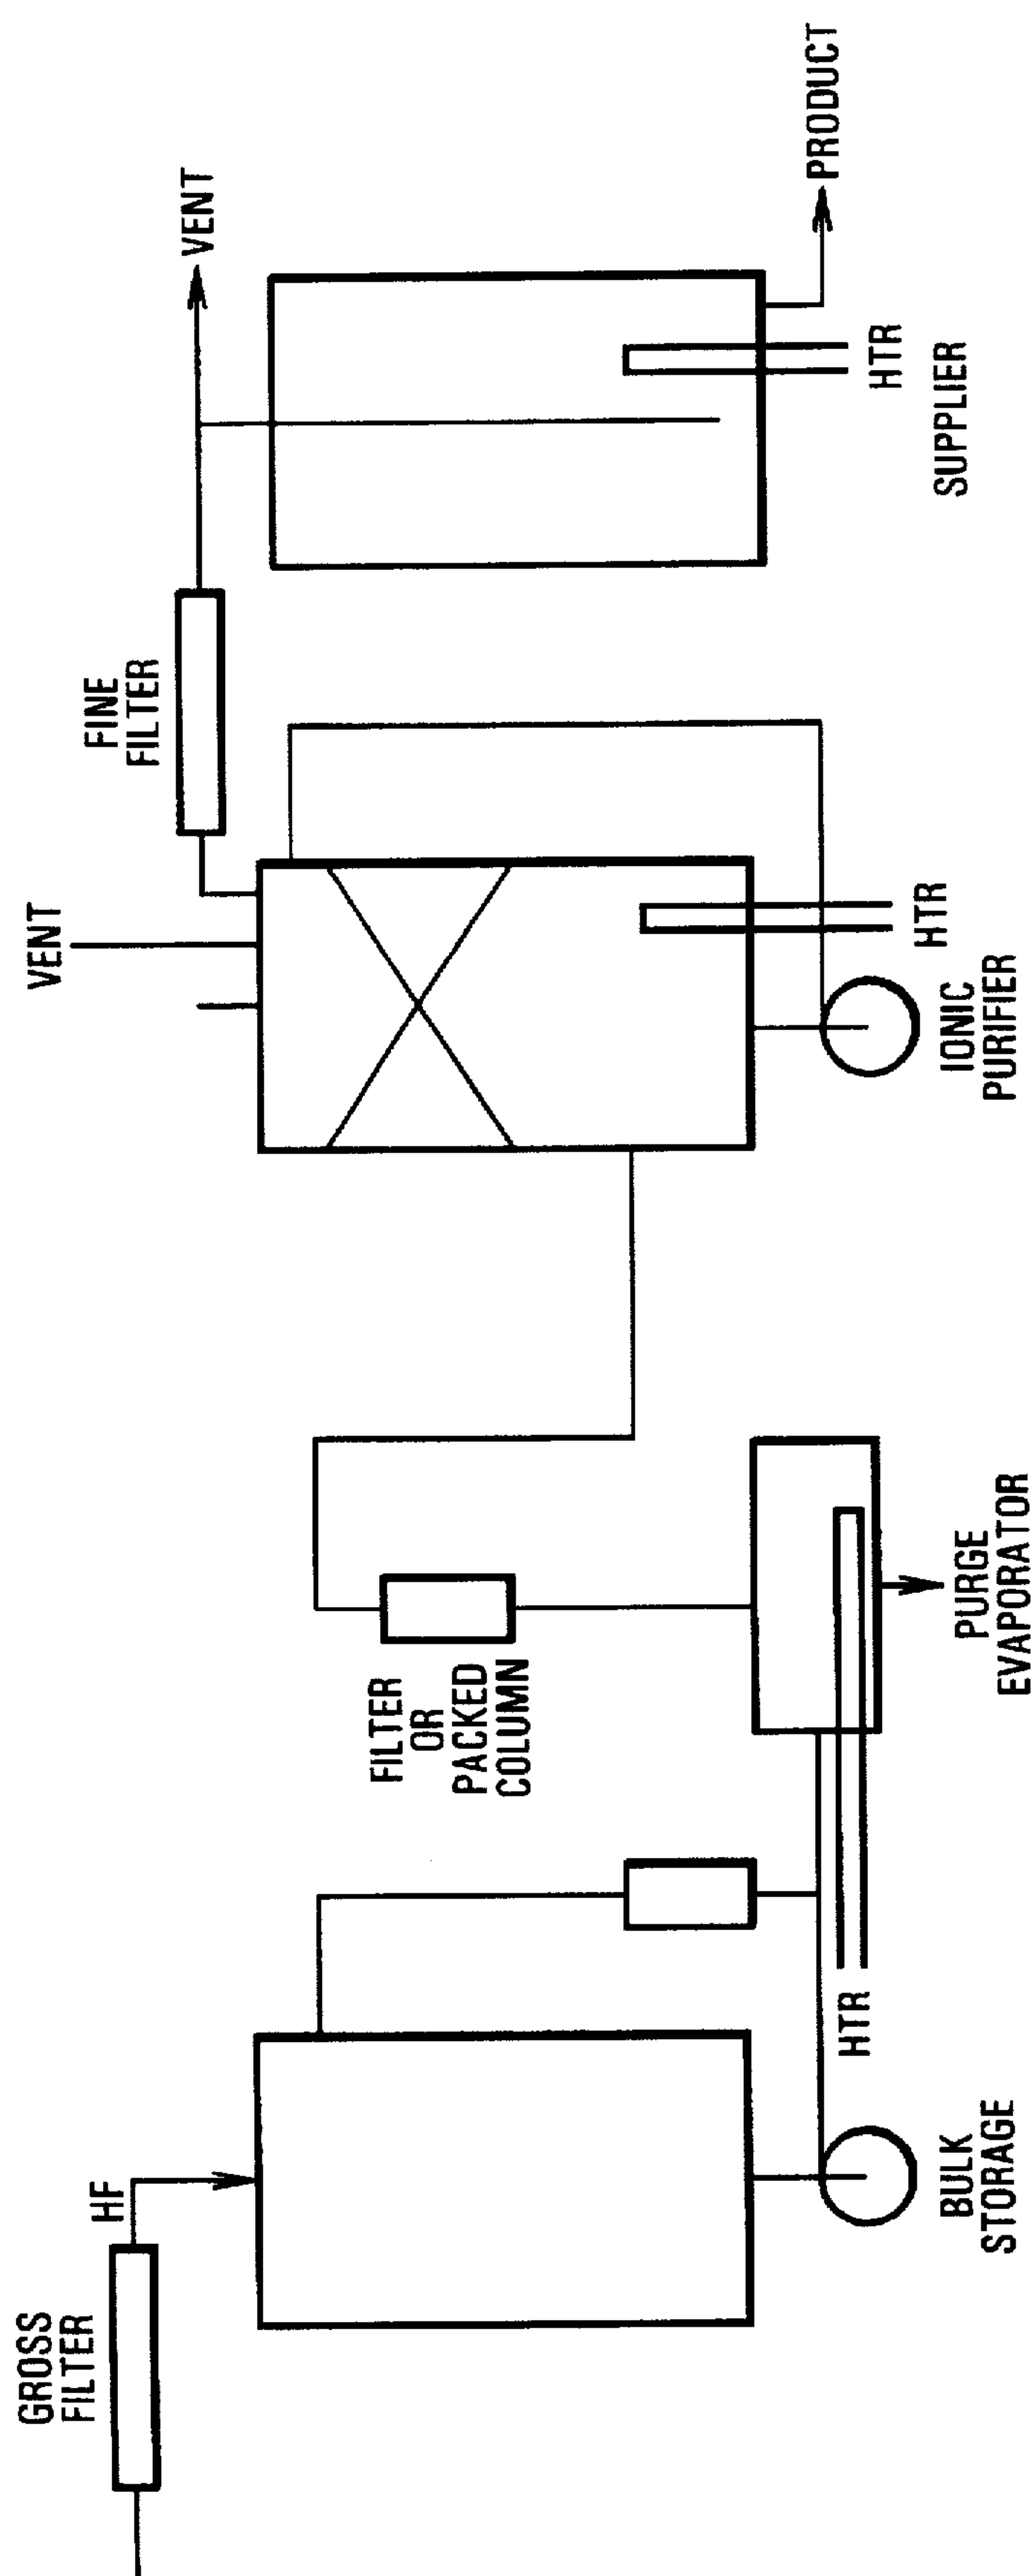 GROSS
FILTER
HF
BULK
STORAGE
HTR
FILTER
OR
PACKED
COLUMN
PURGE
EVAPORATOR
VENT
HTR
IONIC
PURIFIER
FINE
FILTER
VENT
HTR
SUPPLIER
PRODUCT